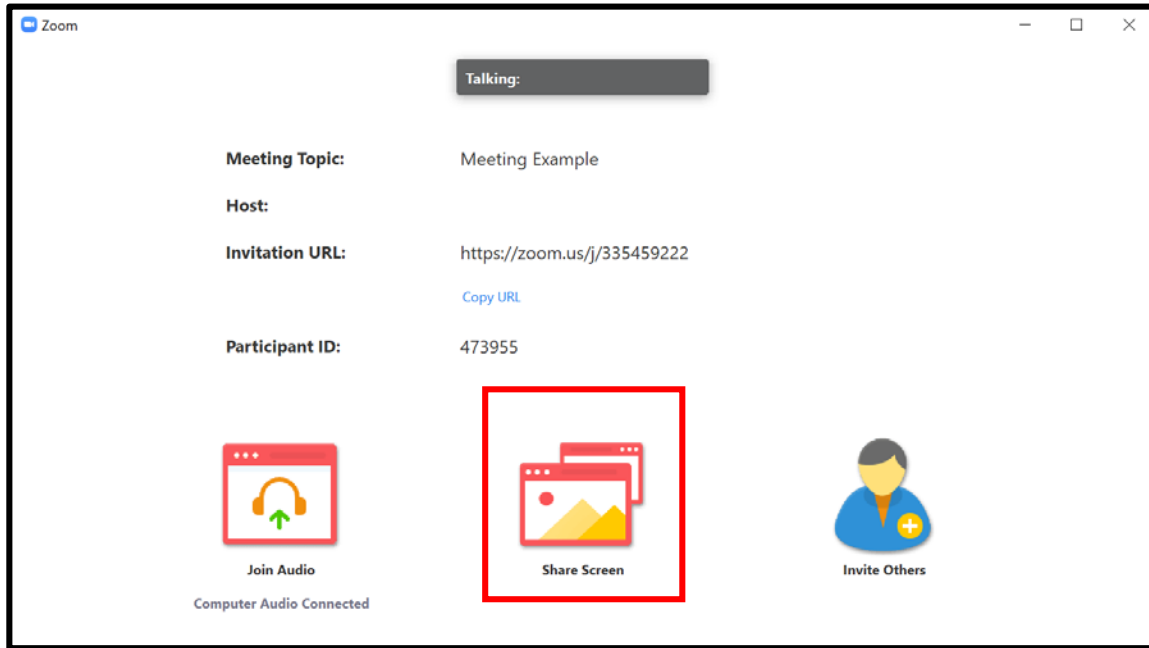 Zoom
Talking:
Meeting Topic: Meeting Example
Host:
Invitation URL: https://zoom.us/j/335459222
Copy URL
Participant ID: 473955
Join Audio Share Screen Invite Others
Computer Audio Connected